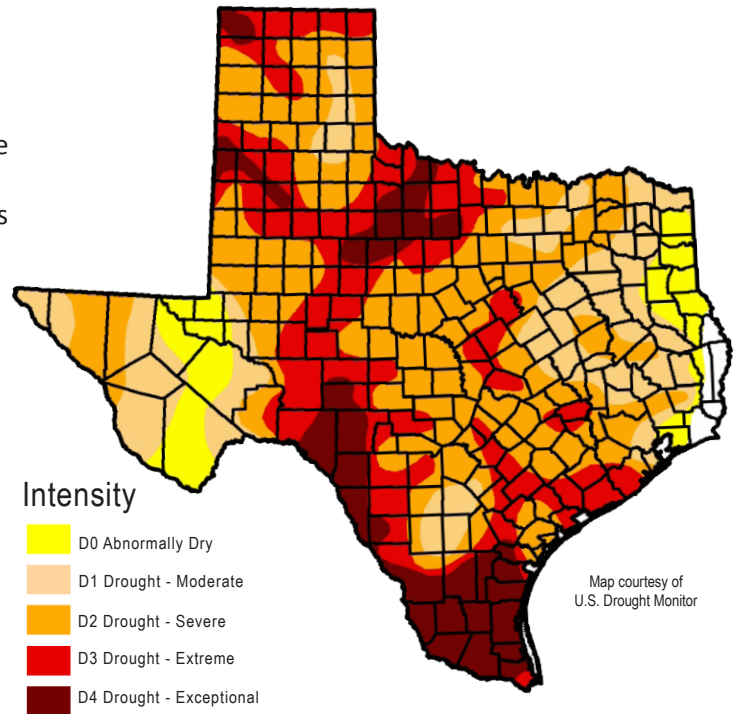 e
s
Intensity
D0 Abnormally Dry
D1 Drought - Moderate
D2 Drought - Severe
D3 Drought - Extreme
D4 Drought - Exceptional
Map courtesy of
U.S. Drought Monitor